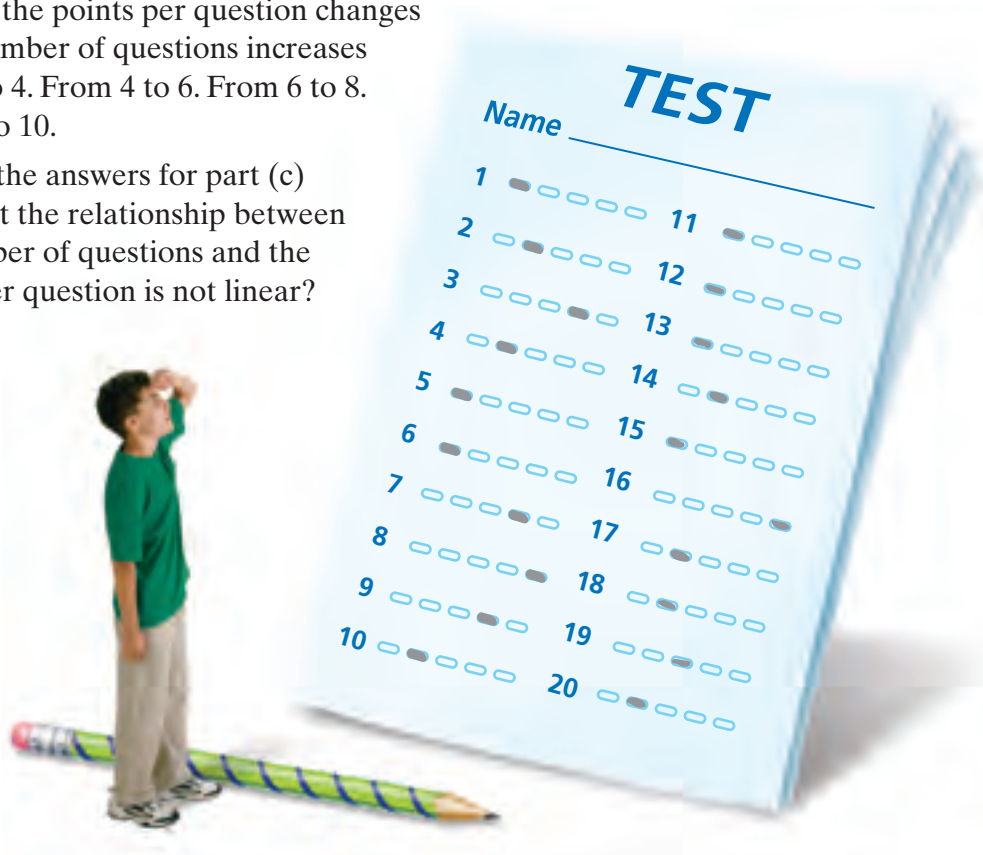 the points per question changes
mber of questions increases
4. From 4 to 6. From 6 to 8.
o 10.
the answers for part (c)
t the relationship between
er of questions and the
er question is not linear?
TEST
Name
1
2
3
4
5
6
7
8
9
10
11
12
13
14
15
16
17
18
19
20